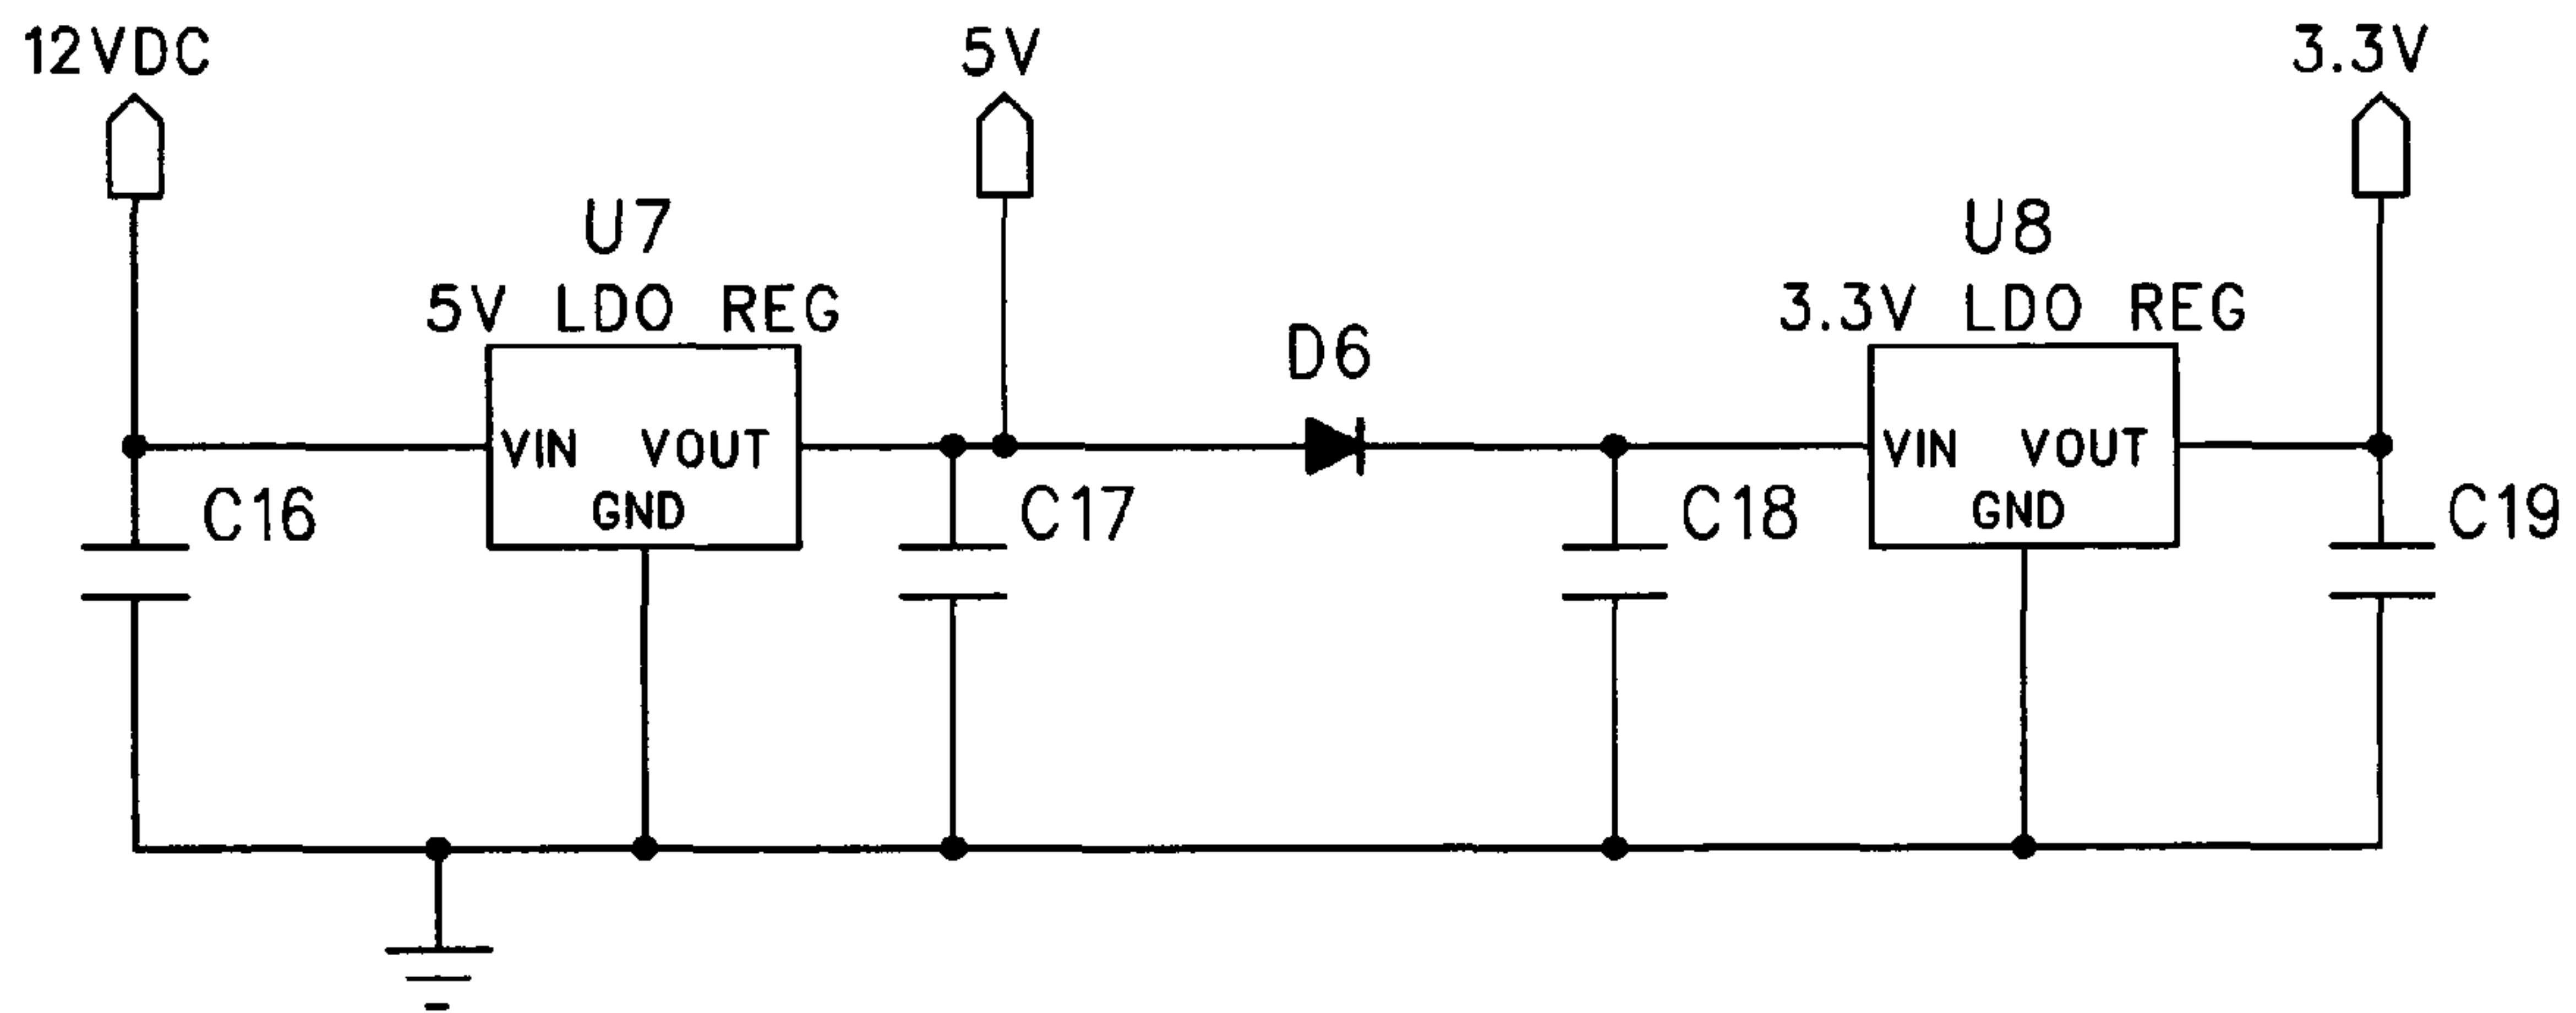 12VDC
5V
3.3V
U7
5V LDO REG
U8
3.3V LDO REG
D6
VIN VOUT
GND
VIN VOUT
GND
C16
C17
C18
C19